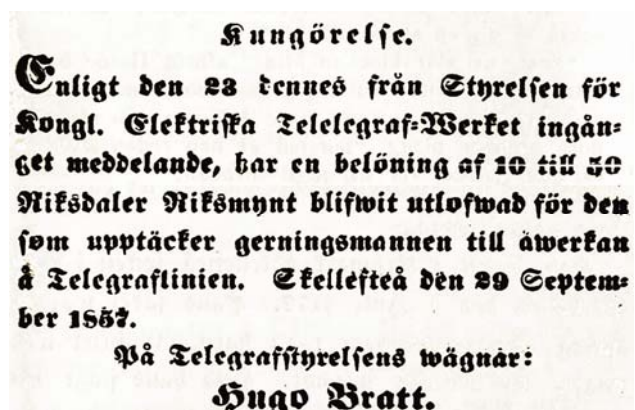 Kungörelse.
Enligt den 23 dennes från Styrelsen för
Kongl. Elektriska Telelegraf=Werket ingån=
get meddelande, har en belöning af 10 till 50
Riksdaler Riksmynt blifwit utlofwad för den
som upptäcker gerningsmannen till åwerkan
å Telegraflinien. Skellefteå den 29 Septem=
ber 1857.
På Telegrafstyrelsens wägnar:
Hugo Bratt.